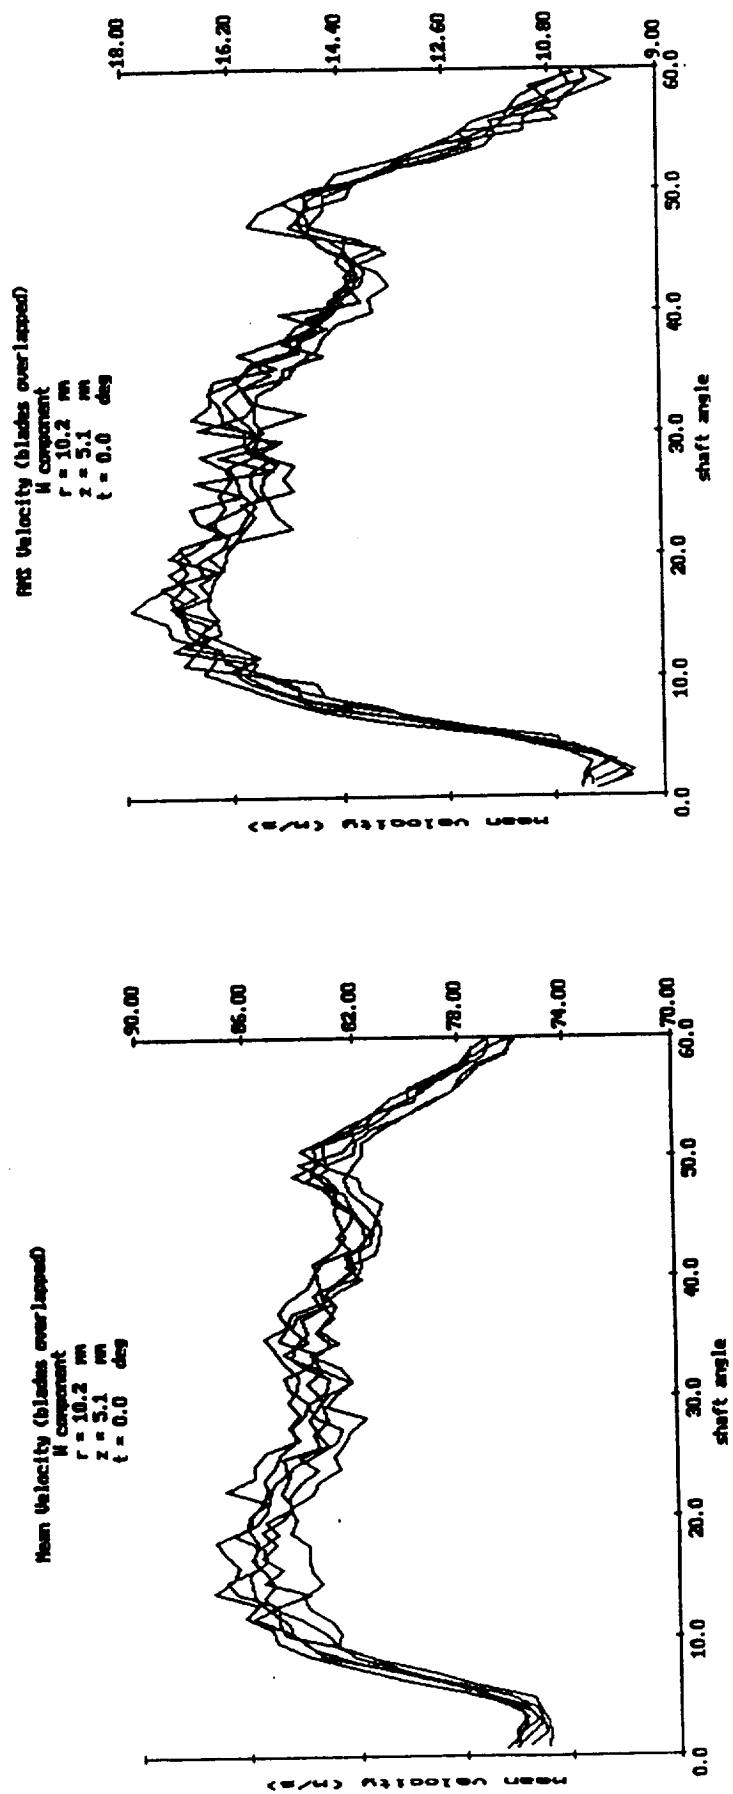 Mean Velocity (blades overlapped)
W component
r = 10.2 mm
z = 5.1 mm
t = 0.0 deg
90.00
86.00
82.00
78.00
74.00
70.00
mean velocity (m/s)
0.0 10.0 20.0 30.0 40.0 50.0 60.0
shaft angle
RMS Velocity (blades overlapped)
W component
r = 10.2 mm
z = 5.1 mm
t = 0.0 deg
18.00
16.20
14.40
12.60
10.80
9.00
mean velocity (m/s)
0.0 10.0 20.0 30.0 40.0 50.0 60.0
shaft angle